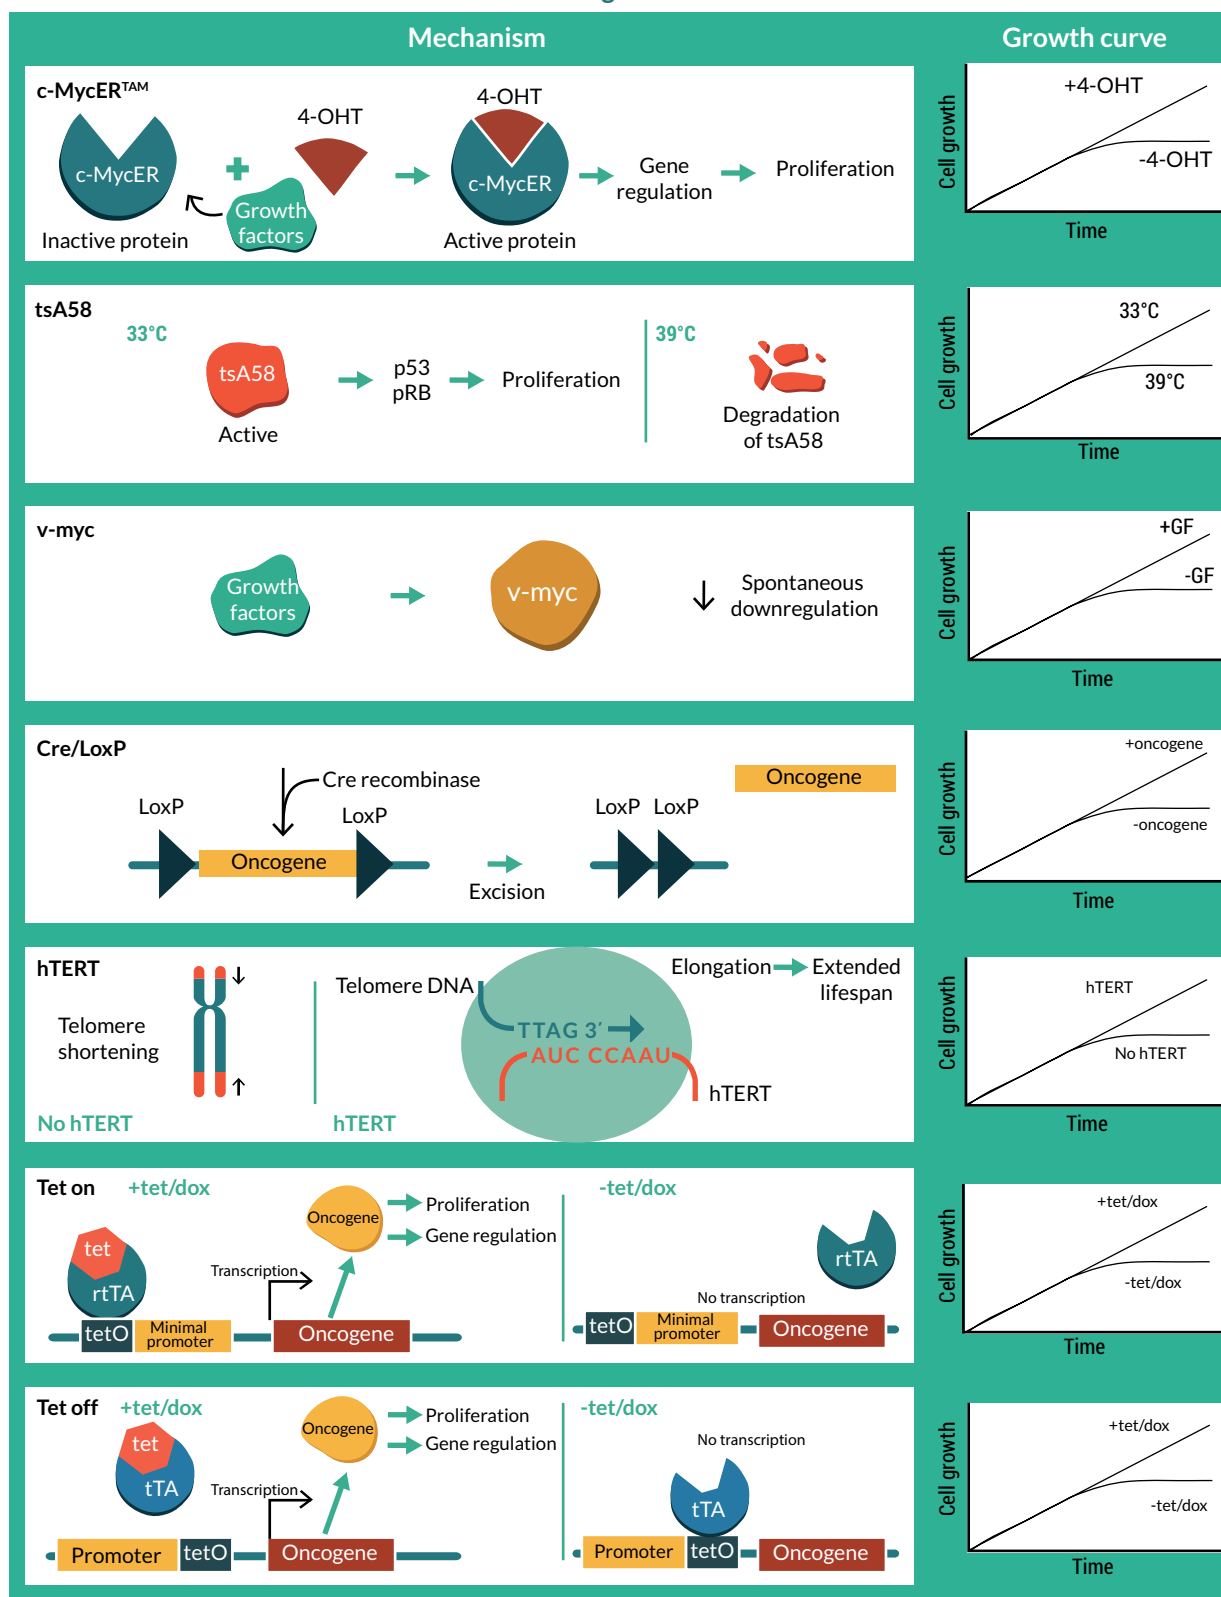 Mechanism
Growth curve
c-MycERTAM
c-MycER
Inactive protein
Growth
factors
4-OHT
4-OHT
c-MycER
Active protein
Gene
regulation
Proliferation
Cell growth
+4-OHT
-4-OHT
Time
tsA58
33°C
tsA58
Active
p53
pRB
Proliferation
39°C
Degradation
of tsA58
Cell growth
33°C
39°C
Time
v-myc
Growth
factors
v-myc
Spontaneous
downregulation
Cell growth
+GF
-GF
Time
Cre/LoxP
Cre recombinase
LoxP
LoxP
Oncogene
Excision
LoxP LoxP
Oncogene
Cell growth
+oncogene
-oncogene
Time
hTERT
Telomere
shortening
No hTERT
hTERT
Telomere DNA
TTAG 3′
AUC CCAAU
hTERT
Elongation
Extended
lifespan
Cell growth
hTERT
No hTERT
Time
Tet on
+tet/dox
tet
rtTA
tetO
Minimal
promoter
Transcription
Oncogene
Oncogene
Proliferation
Gene regulation
-tet/dox
rtTA
No transcription
tetO
Minimal
promoter
Oncogene
Cell growth
+tet/dox
-tet/dox
Time
Tet off
+tet/dox
tet
tTA
Promoter
tetO
Transcription
Oncogene
Oncogene
Proliferation
Gene regulation
-tet/dox
No transcription
tTA
Promoter
tetO
Oncogene
Cell growth
+tet/dox
-tet/dox
Time